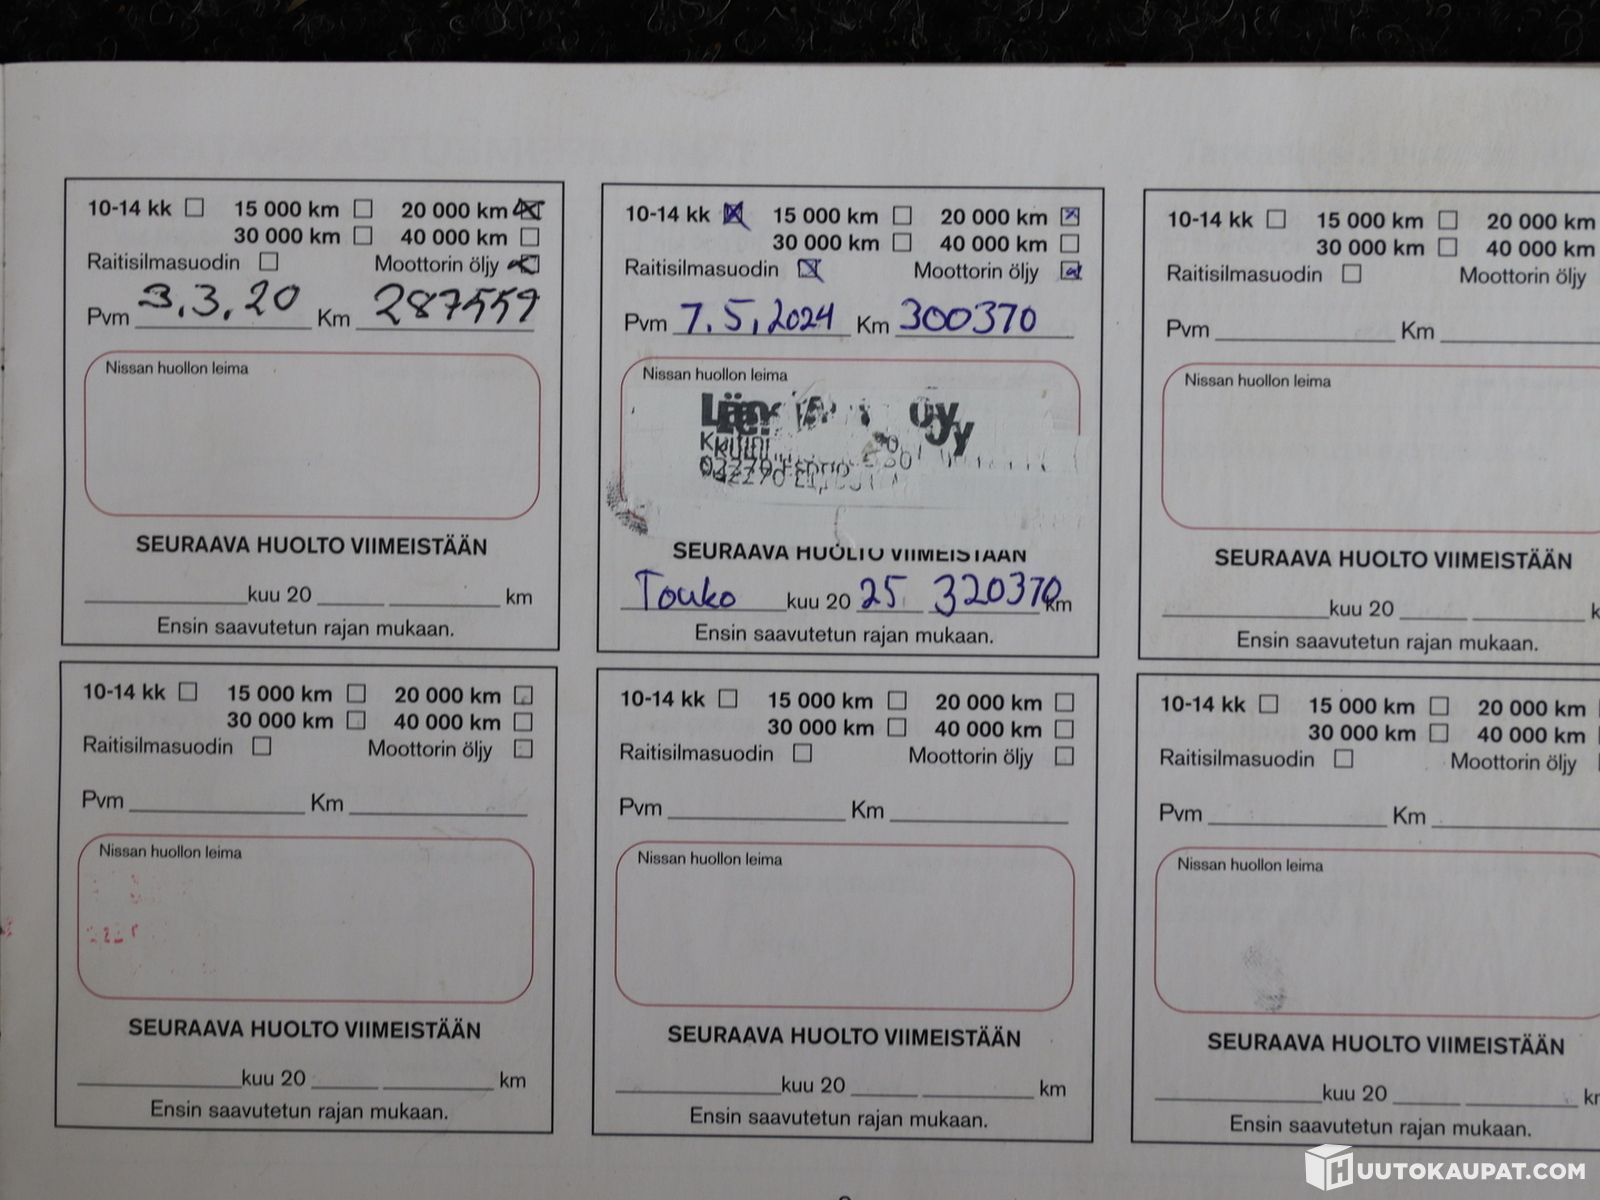 10-14 kk 15 000 km 20 000 km
30 000 km 40 000 km
Raitisilmasuodin Moottorin öljy
Pvm 3.3.20 Km 287559
Nissan huollon leima
SEURAAVA HUOLTO VIIMEISTÄÄN
kuu 20 km
Ensin saavutetun rajan mukaan.
10-14 kk 15 000 km 20 000 km
30 000 km 40 000 km
Raitisilmasuodin Moottorin öljy
Pvm 7.5.2024 Km 300370
Nissan huollon leima
Oy
02270
SEURAAVA HUOLTO VIIMEISTÄÄN
Touko kuu 20 25 320370 km
Ensin saavutetun rajan mukaan.
10-14 kk 15 000 km 20 000 km
30 000 km 40 000 km
Raitisilmasuodin Moottorin öljy
Pvm Km
Nissan huollon leima
SEURAAVA HUOLTO VIIMEISTÄÄN
kuu 20
Ensin saavutetun rajan mukaan.
10-14 kk 15 000 km 20 000 km
30 000 km 40 000 km
Raitisilmasuodin Moottorin öljy
Pvm Km
Nissan huollon leima
SEURAAVA HUOLTO VIIMEISTÄÄN
kuu 20 km
Ensin saavutetun rajan mukaan.
10-14 kk 15 000 km 20 000 km
30 000 km 40 000 km
Raitisilmasuodin Moottorin öljy
Pvm Km
Nissan huollon leima
SEURAAVA HUOLTO VIIMEISTÄÄN
kuu 20 km
Ensin saavutetun rajan mukaan.
10-14 kk 15 000 km 20 000 km
30 000 km 40 000 km
Raitisilmasuodin Moottorin öljy
Pvm Km
Nissan huollon leima
SEURAAVA HUOLTO VIIMEISTÄÄN
kuu 20
Ensin saavutetun rajan mukaan.
HUUTOKAUPAT.COM